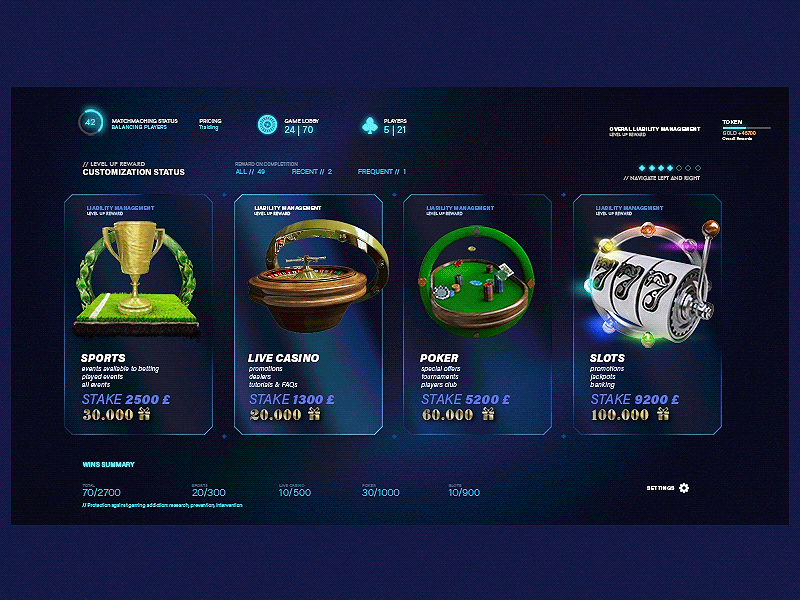 42
MATCHMACHING STATUS
BALANCING PLAYERS
PRICING
Tralding
GAME LOBBY
24 | 70
PLAYERS
5 | 21
OVERALL LIABILITY MANAGEMENT
LEVEL UP REWARD
TOKEN
GOLD +45700
Overall Rewards
// LEVEL UP REWARD
CUSTOMIZATION STATUS
REWARD ON COMPLETITION
ALL // 49
RECENT // 2
FREQUENT // 1
// NAVIGATE LEFT AND RIGHT
LIABILITY MANAGEMENT
LEVEL UP REWARD
SPORTS
events available to betting
played events
all events
STAKE 2500 £
30.000
LIABILITY MANAGEMENT
LEVEL UP REWARD
LIVE CASINO
promotions
dealers
tutorials & FAQs
STAKE 1300 £
20.000
LIABILITY MANAGEMENT
LEVEL UP REWARD
POKER
special offers
tournaments
players club
STAKE 5200 £
60.000
LIABILITY MANAGEMENT
LEVEL UP REWARD
777
SLOTS
promotions
jackpots
banking
STAKE 9200 £
100.000
WINS SUMMARY
TOTAL
70/2700
SPORTS
20/300
LIVE CASINO
10/500
POKER
30/1000
SLOTS
10/900
// Protection against gaming addiction: research, prevention, intervention
SETTINGS